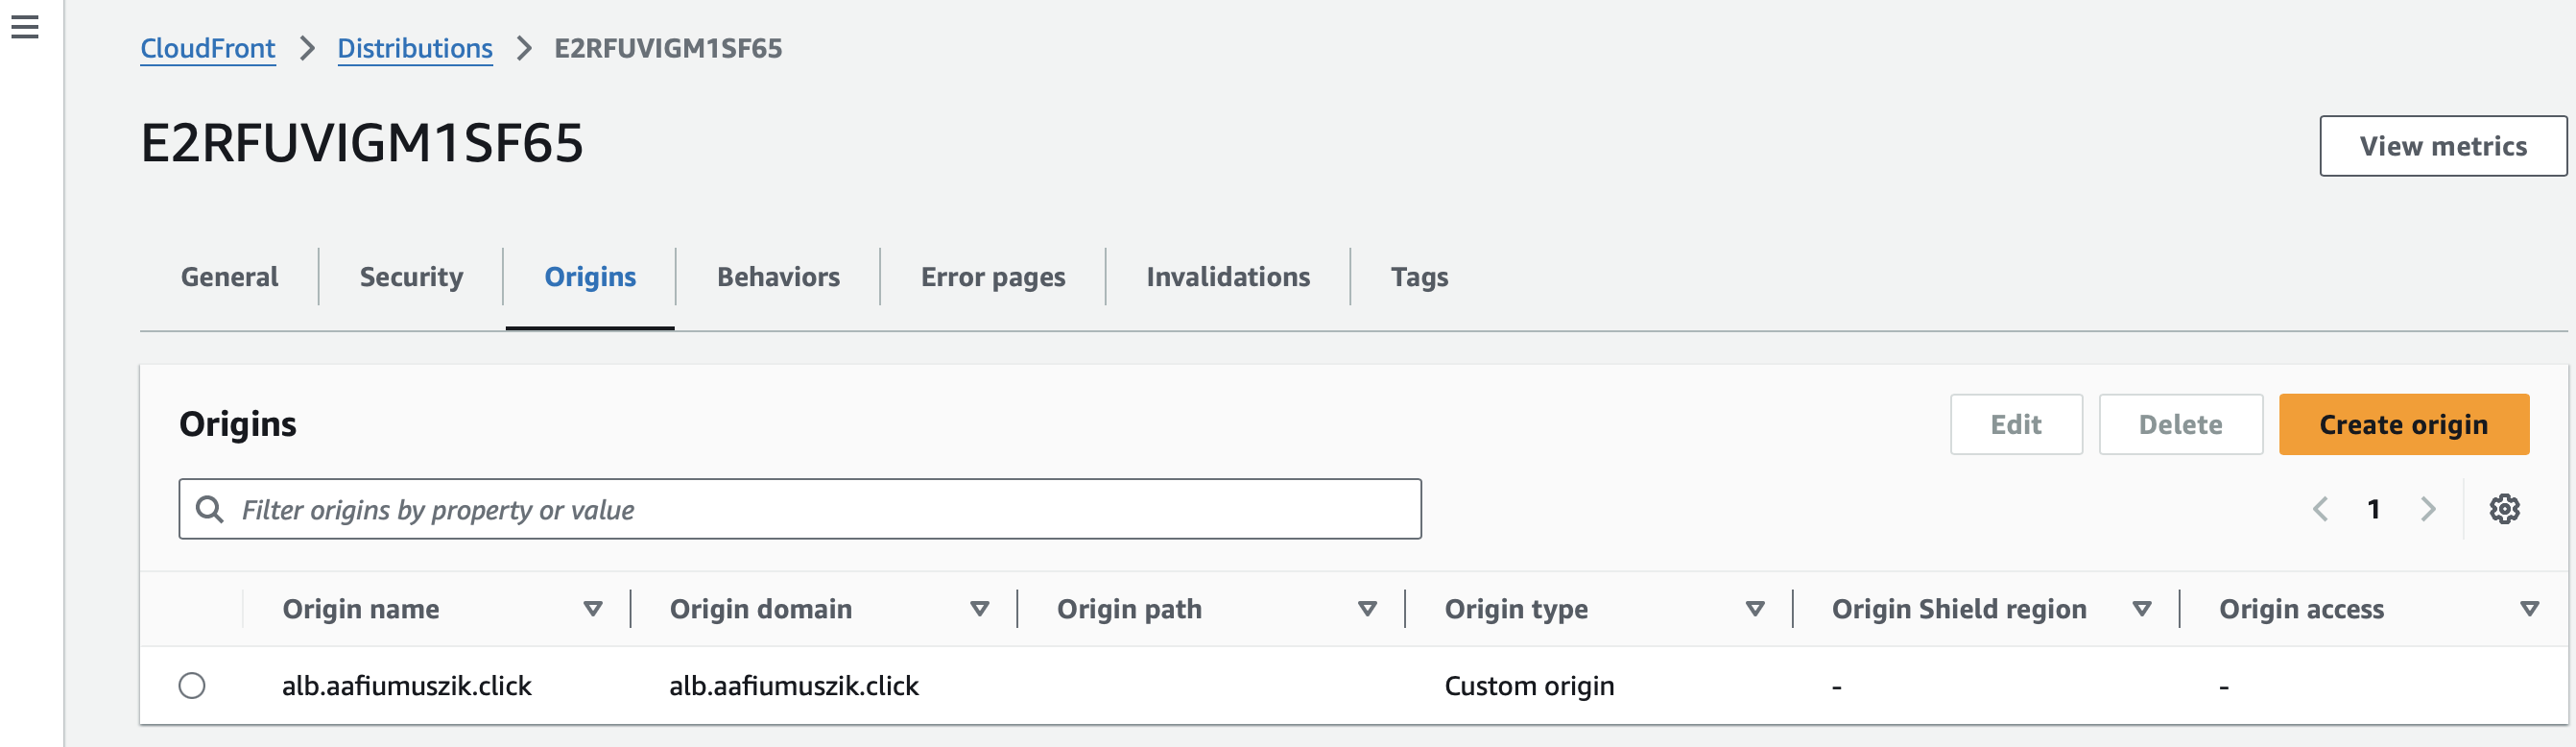 CloudFront > Distributions > E2RFUVIGM1SF65
E2RFUVIGM1SF65
View metrics
General Security Origins Behaviors Error pages Invalidations Tags
Origins
Edit Delete Create origin
Filter origins by property or value
1
Origin name Origin domain Origin path Origin type Origin Shield region Origin access
alb.aafiumuszik.click alb.aafiumuszik.click Custom origin - -